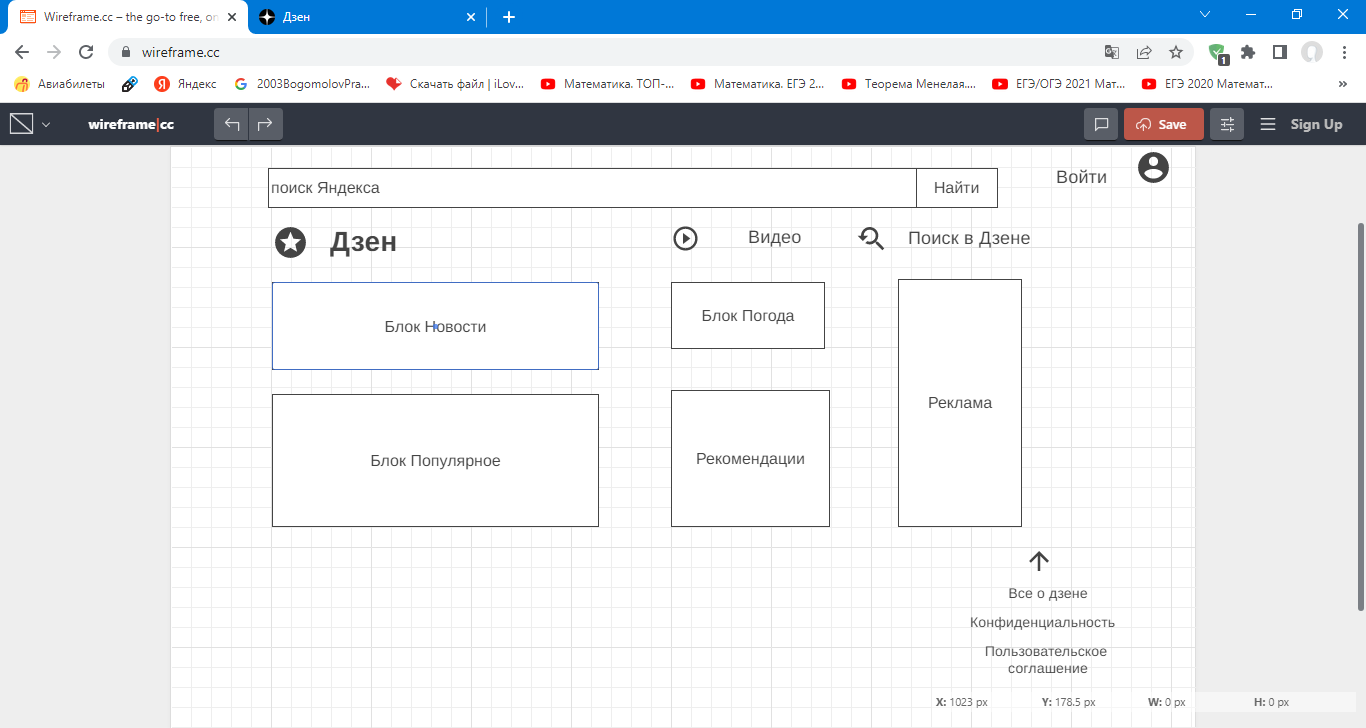 Wireframe.cc – the go-to free, on
Дзен
wireframe.cc
Авиабилеты
Яндекс
2003BogomolovPra...
Скачать файл | iLov...
Математика. ТОП-...
Математика. ЕГЭ 2...
Теорема Менелая....
ЕГЭ/ОГЭ 2021 Мат...
ЕГЭ 2020 Математ...
»
wireframe|cc
Save
Sign Up
1
поиск Яндекса
Найти
Войти
Дзен
Видео
Поиск в Дзене
Блок Новости
Блок Погода
Реклама
Блок Популярное
Рекомендации
Все о дзене
Конфиденциальность
Пользовательское
соглашение
X: 1023 px
Y: 178.5 px
W: 0 px
H: 0 px